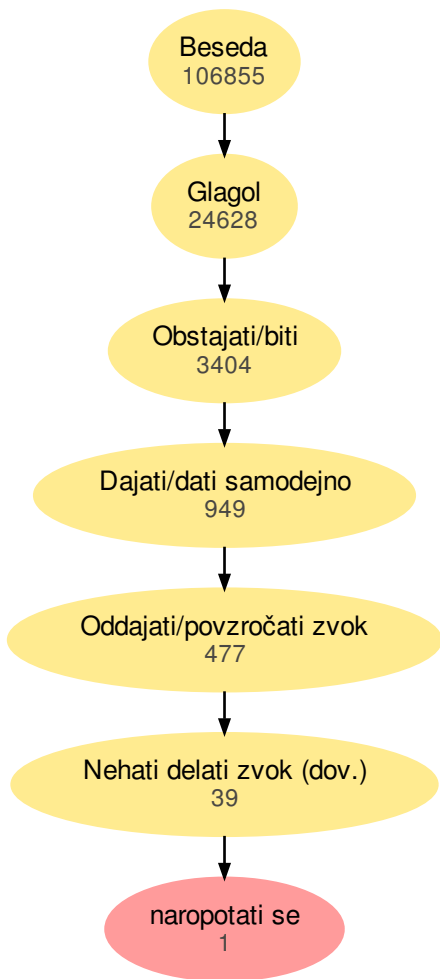 Beseda
106855
Glagol
24628
Obstajati/biti
3404
Dajati/dati samodejno
949
Oddajati/povzročati zvok
477
Nehati delati zvok (dov.)
39
naropotati se
1